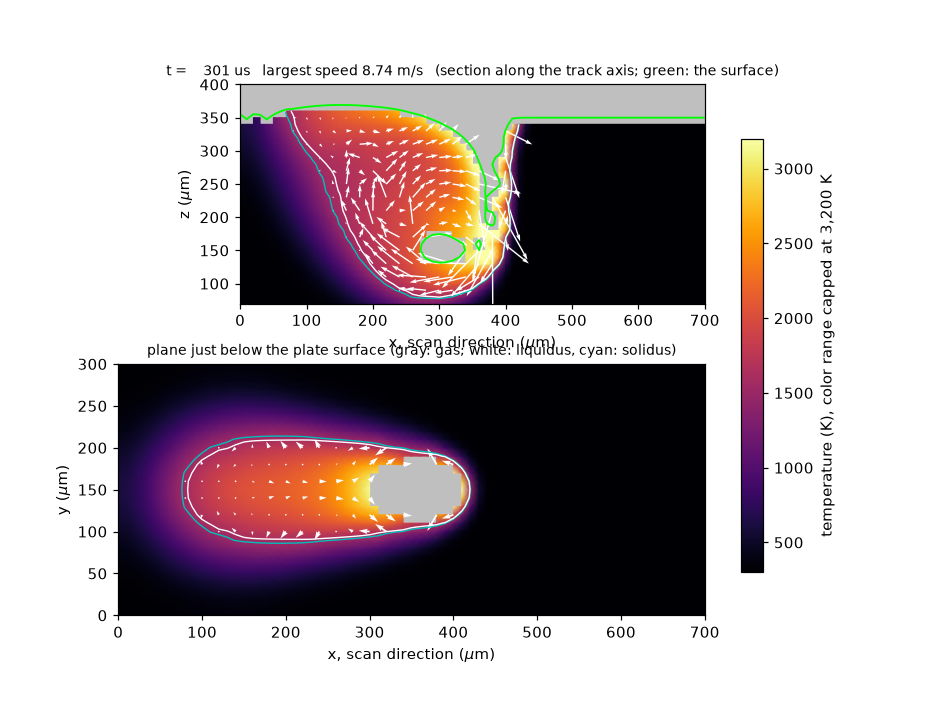 t =    301 us   largest speed 8.74 m/s   (section along the track axis; green: the surface)
400
350
300
250
200
150
100
z (μm)
0 100 200 300 400 500 600 700
x, scan direction (μm)
plane just below the plate surface (gray: gas; white: liquidus, cyan: solidus)
300
250
200
150
100
50
0
y (μm)
0 100 200 300 400 500 600 700
x, scan direction (μm)
3000
2500
2000
1500
1000
500
temperature (K), color range capped at 3,200 K